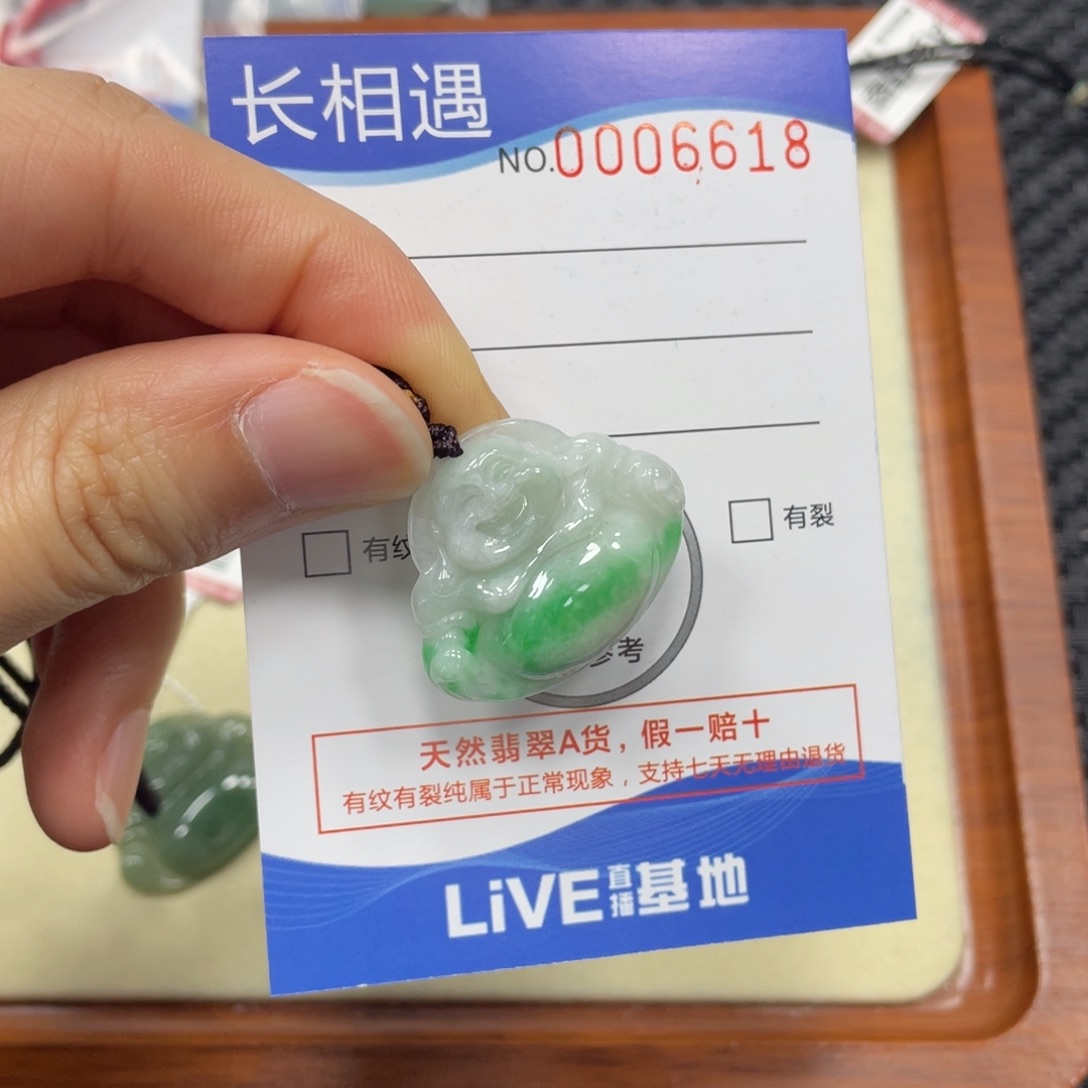 长相遇
NO.0006618
有纹
有裂
参考
天然翡翠A货，假一赔十
有纹有裂纯属于正常现象，支持七天无理由退货
LiVE直播基地